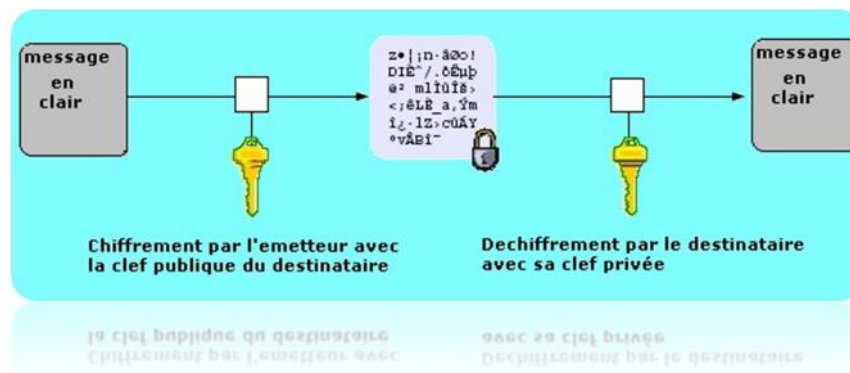 message
en
clair
message
en
clair
Chiffrement par l'emetteur avec
la clef publique du destinataire
Dechiffrement par le destinataire
avec sa clef privée